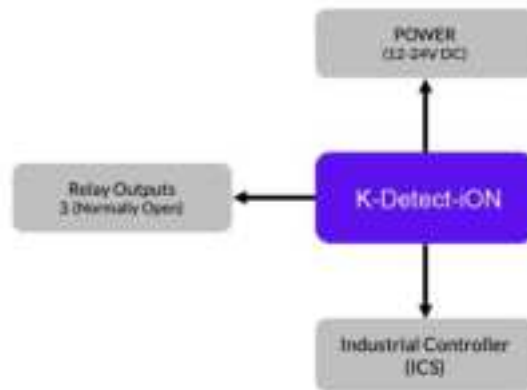 POWER
(12-24V DC)
Relay Outputs
3 (Normally Open)
K-Detect-iON
Industrial Controller
(ICS)